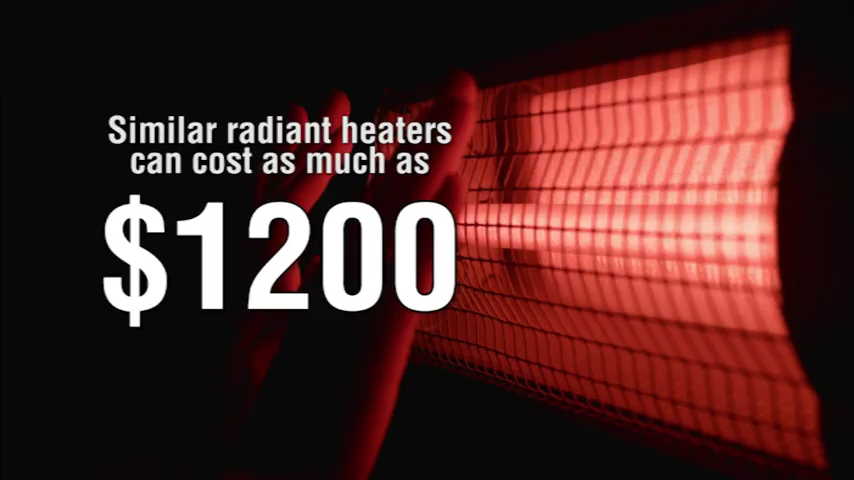 Similar radiant heaters
can cost as much as
$1200